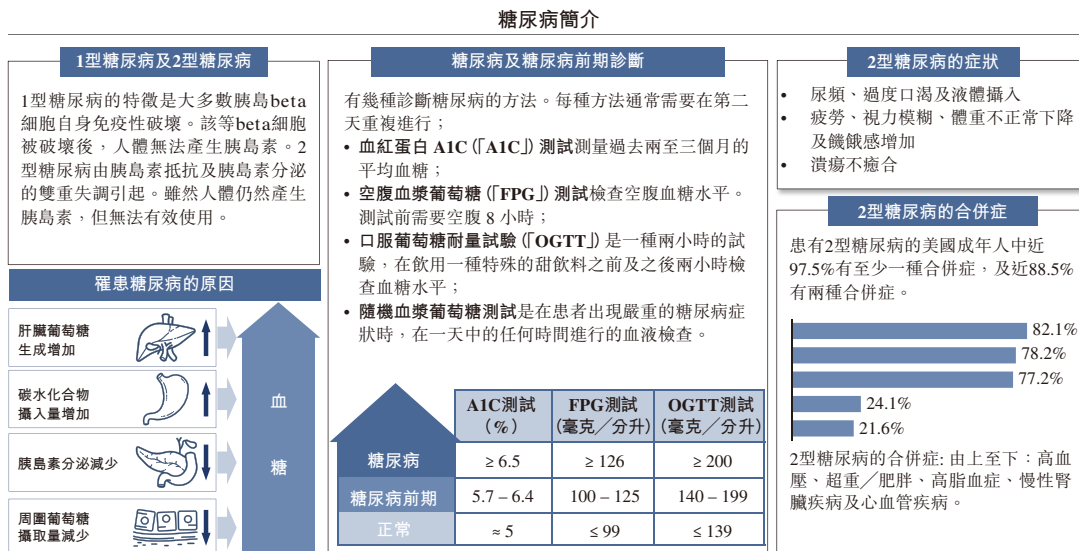 糖尿病簡介
1型糖尿病及2型糖尿病
1型糖尿病的特徵是大多數胰島beta
細胞自身免疫性破壞。該等beta細胞
被破壞後，人體無法產生胰島素。2
型糖尿病由胰島素抵抗及胰島素分泌
的雙重失調引起。雖然人體仍然產生
胰島素，但無法有效使用。
罹患糖尿病的原因
肝臟葡萄糖
生成增加
碳水化合物
攝入量增加
胰島素分泌減少
周圍葡萄糖
攝取量減少
血
糖
糖尿病及糖尿病前期診斷
有幾種診斷糖尿病的方法。每種方法通常需要在第二
天重複進行；
• 血紅蛋白 A1C（「A1C」）測試測量過去兩至三個月的
平均血糖；
• 空腹血漿葡萄糖（「FPG」）測試檢查空腹血糖水平。
測試前需要空腹 8 小時；
• 口服葡萄糖耐量試驗（「OGTT」）是一種兩小時的試
驗，在飲用一種特殊的甜飲料之前及之後兩小時檢
查血糖水平；
• 隨機血漿葡萄糖測試是在患者出現嚴重的糖尿病症
狀時，在一天中的任何時間進行的血液檢查。
A1C測試 FPG測試 OGTT測試
（%） （毫克／分升） （毫克／分升）
糖尿病 ≥ 6.5 ≥ 126 ≥ 200
糖尿病前期 5.7 – 6.4 100 – 125 140 – 199
正常 ≈ 5 ≤ 99 ≤ 139
2型糖尿病的症狀
• 尿頻、過度口渴及液體攝入
• 疲勞、視力模糊、體重不正常下降
及饑餓感增加
• 潰瘍不癒合
2型糖尿病的合併症
患有2型糖尿病的美國成年人中近
97.5%有至少一種合併症，及近88.5%
有兩種合併症。
82.1%
78.2%
77.2%
24.1%
21.6%
2型糖尿病的合併症: 由上至下：高血
壓、超重／肥胖、高脂血症、慢性腎
臟疾病及心血管疾病。